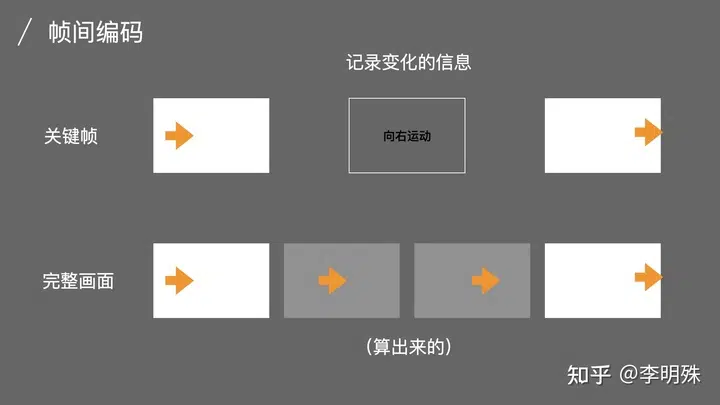 帧间编码
记录变化的信息
关键帧
向右运动
完整画面
（算出来的）
知乎 @李明殊